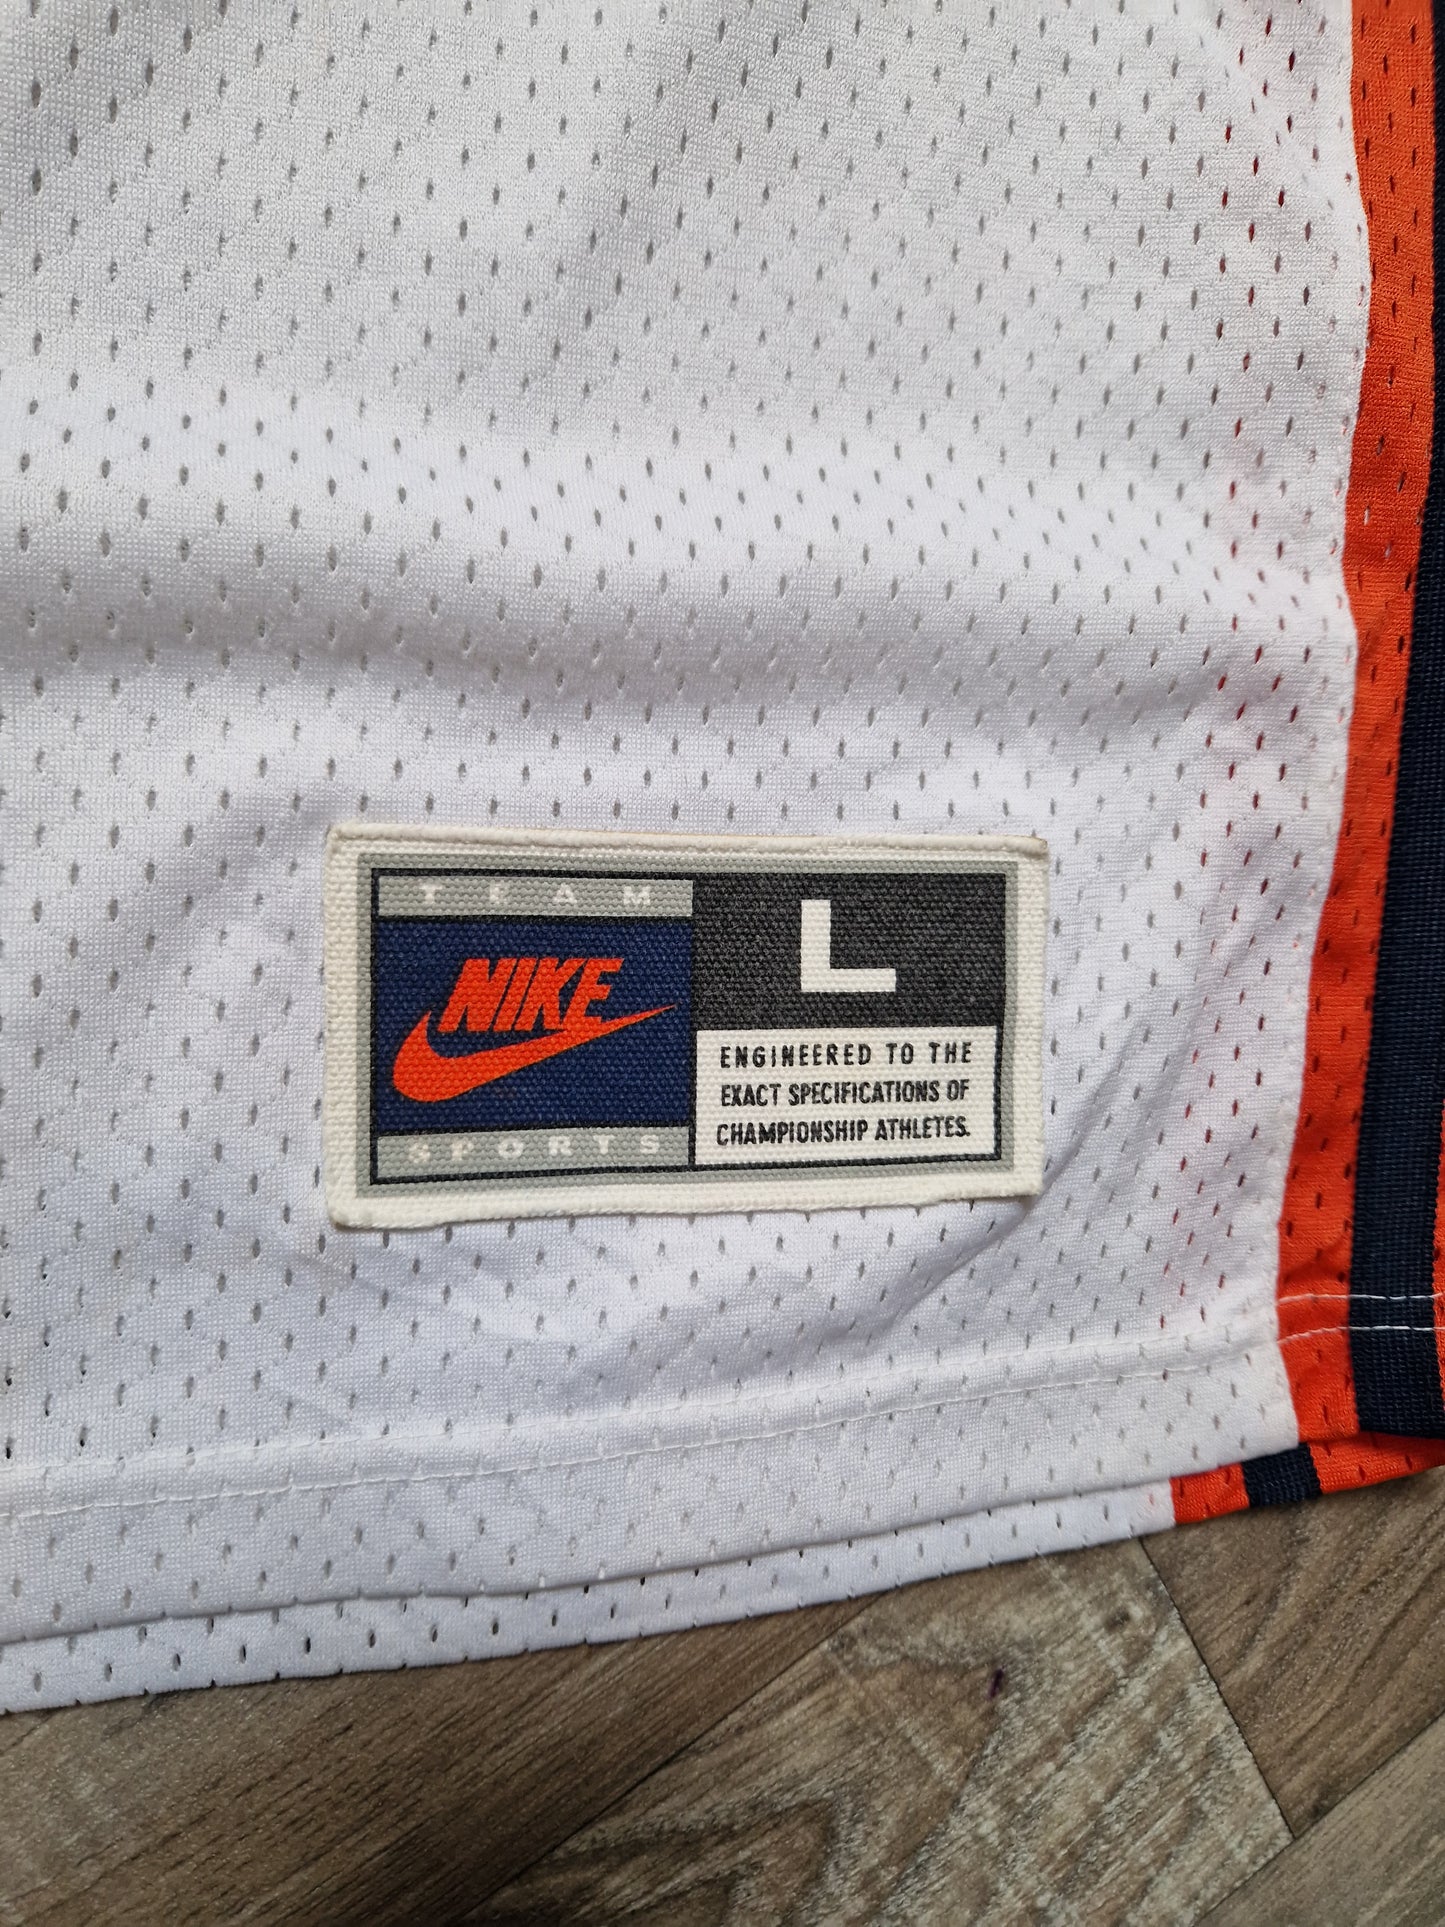 TEAM
NIKE
SPORTS
L
ENGINEERED TO THE
EXACT SPECIFICATIONS OF
CHAMPIONSHIP ATHLETES.